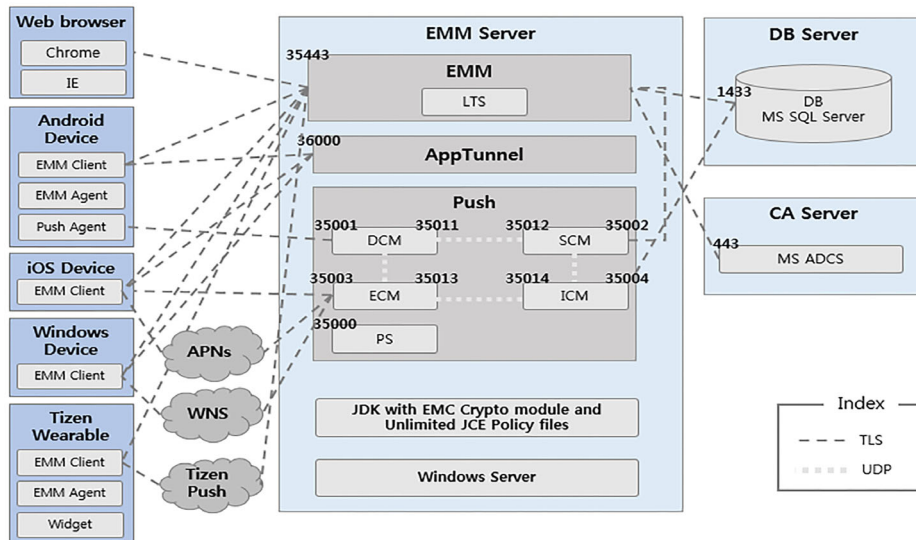 Web browser
Chrome
IE
Android
Device
EMM Client
EMM Agent
Push Agent
iOS Device
EMM Client
Windows
Device
EMM Client
Tizen
Wearable
EMM Client
EMM Agent
Widget
APNs
WNS
Tizen
Push
EMM Server
35443
EMM
LTS
36000
AppTunnel
Push
35001
DCM
35011
35012
SCM
35002
35003
ECM
35013
35014
ICM
35004
35000
PS
JDK with EMC Crypto module and
Unlimited JCE Policy files
Windows Server
DB Server
1433
DB
MS SQL Server
CA Server
443
MS ADCS
Index
TLS
UDP